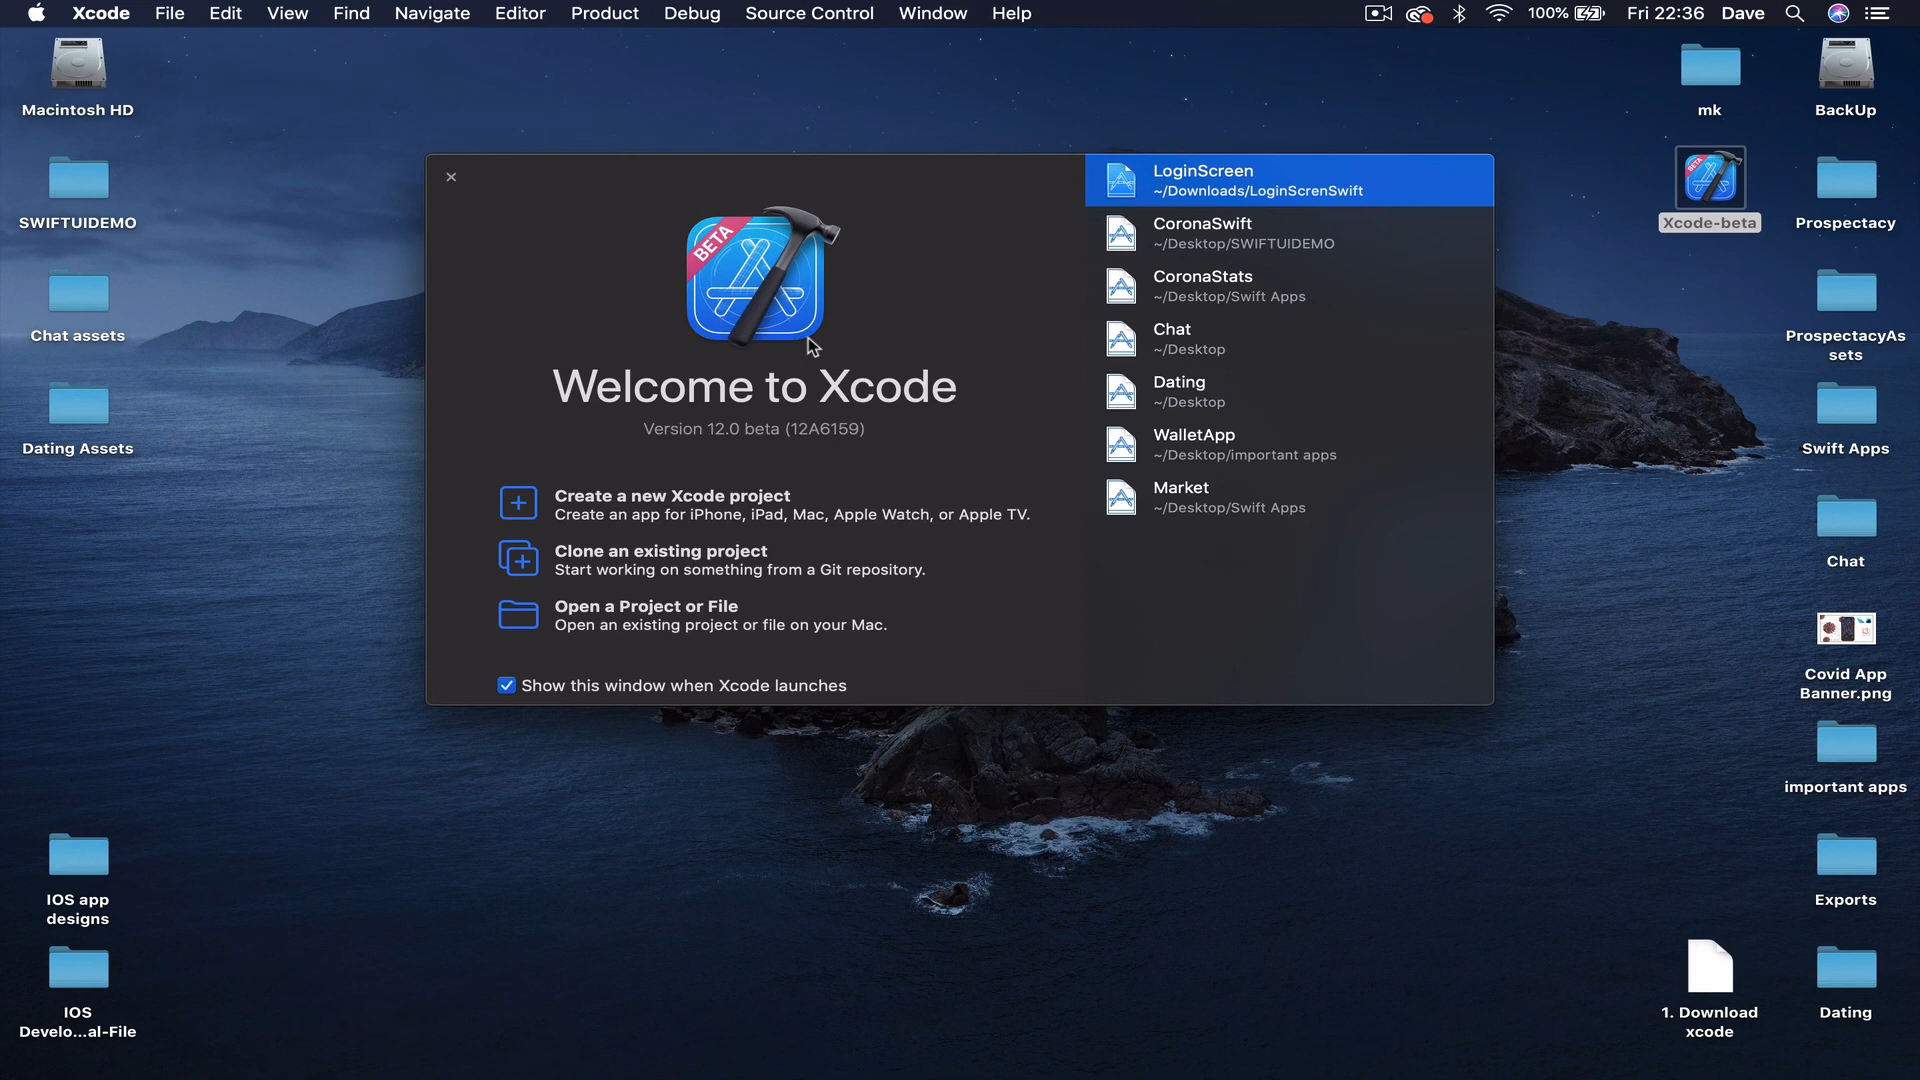 Xcode File Edit View Find Navigate Editor Product Debug Source Control Window Help 100% Fri 22:36 Dave
Macintosh HD
SWIFTUIDEMO
Chat assets
Dating Assets
IOS app
designs
IOS
Develo...al-File
BETA
Welcome to Xcode
Version 12.0 beta (12A6159)
Create a new Xcode project
Create an app for iPhone, iPad, Mac, Apple Watch, or Apple TV.
Clone an existing project
Start working on something from a Git repository.
Open a Project or File
Open an existing project or file on your Mac.
Show this window when Xcode launches
LoginScreen
~/Downloads/LoginScrenSwift
CoronaSwift
~/Desktop/SWIFTUIDEMO
CoronaStats
~/Desktop/Swift Apps
Chat
~/Desktop
Dating
~/Desktop
WalletApp
~/Desktop/important apps
Market
~/Desktop/Swift Apps
mk
BETA
Xcode-beta
1. Download
xcode
BackUp
Prospectacy
ProspectacyAs
sets
Swift Apps
Chat
Covid App
Banner.png
important apps
Exports
Dating